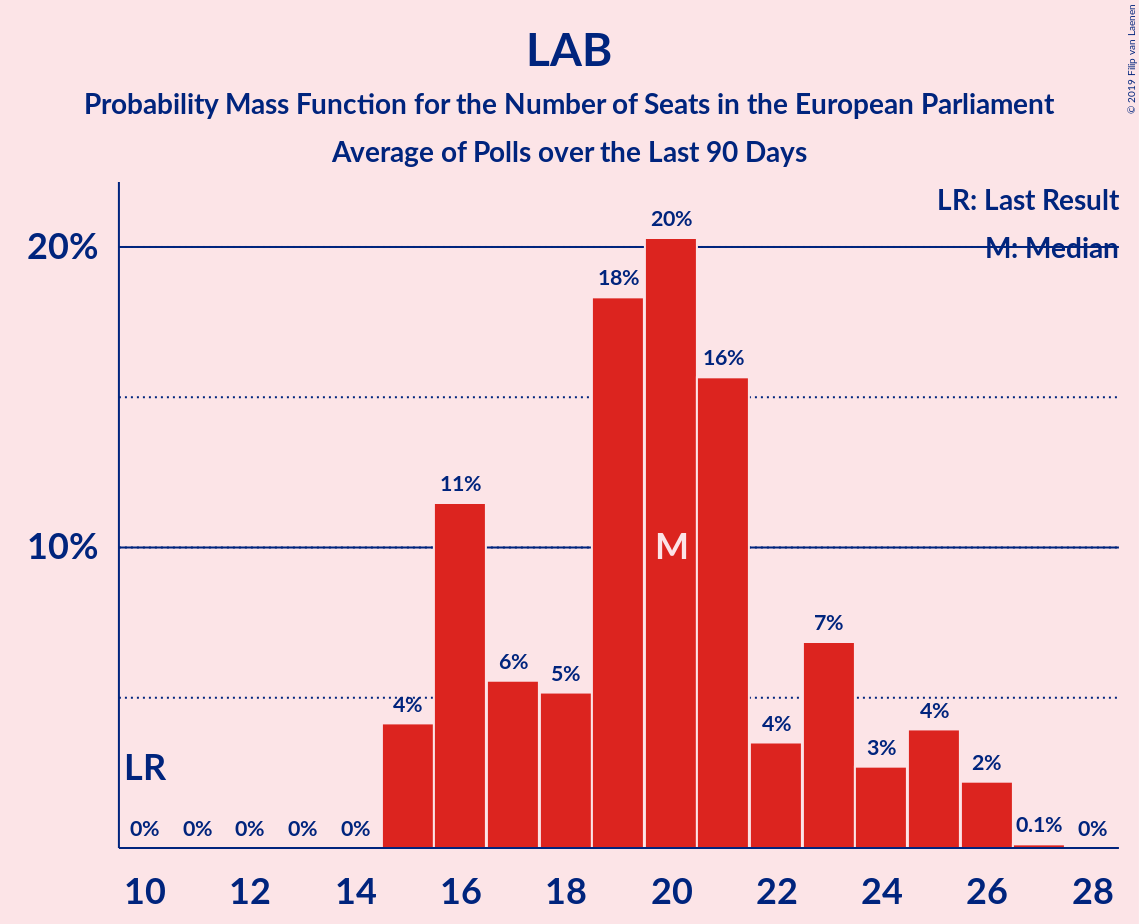 LAB
Probability Mass Function for the Number of Seats in the European Parliament
Average of Polls over the Last 90 Days
© 2019 Filip van Laenen
LR: Last Result
M: Median
20%
10%
20%
18%
16%
11%
M
7%
6%
5%
4%
4%
4%
3%
2%
LR
0%
0%
0%
0%
0%
0.1%
0%
10 12 14 16 18 20 22 24 26 28